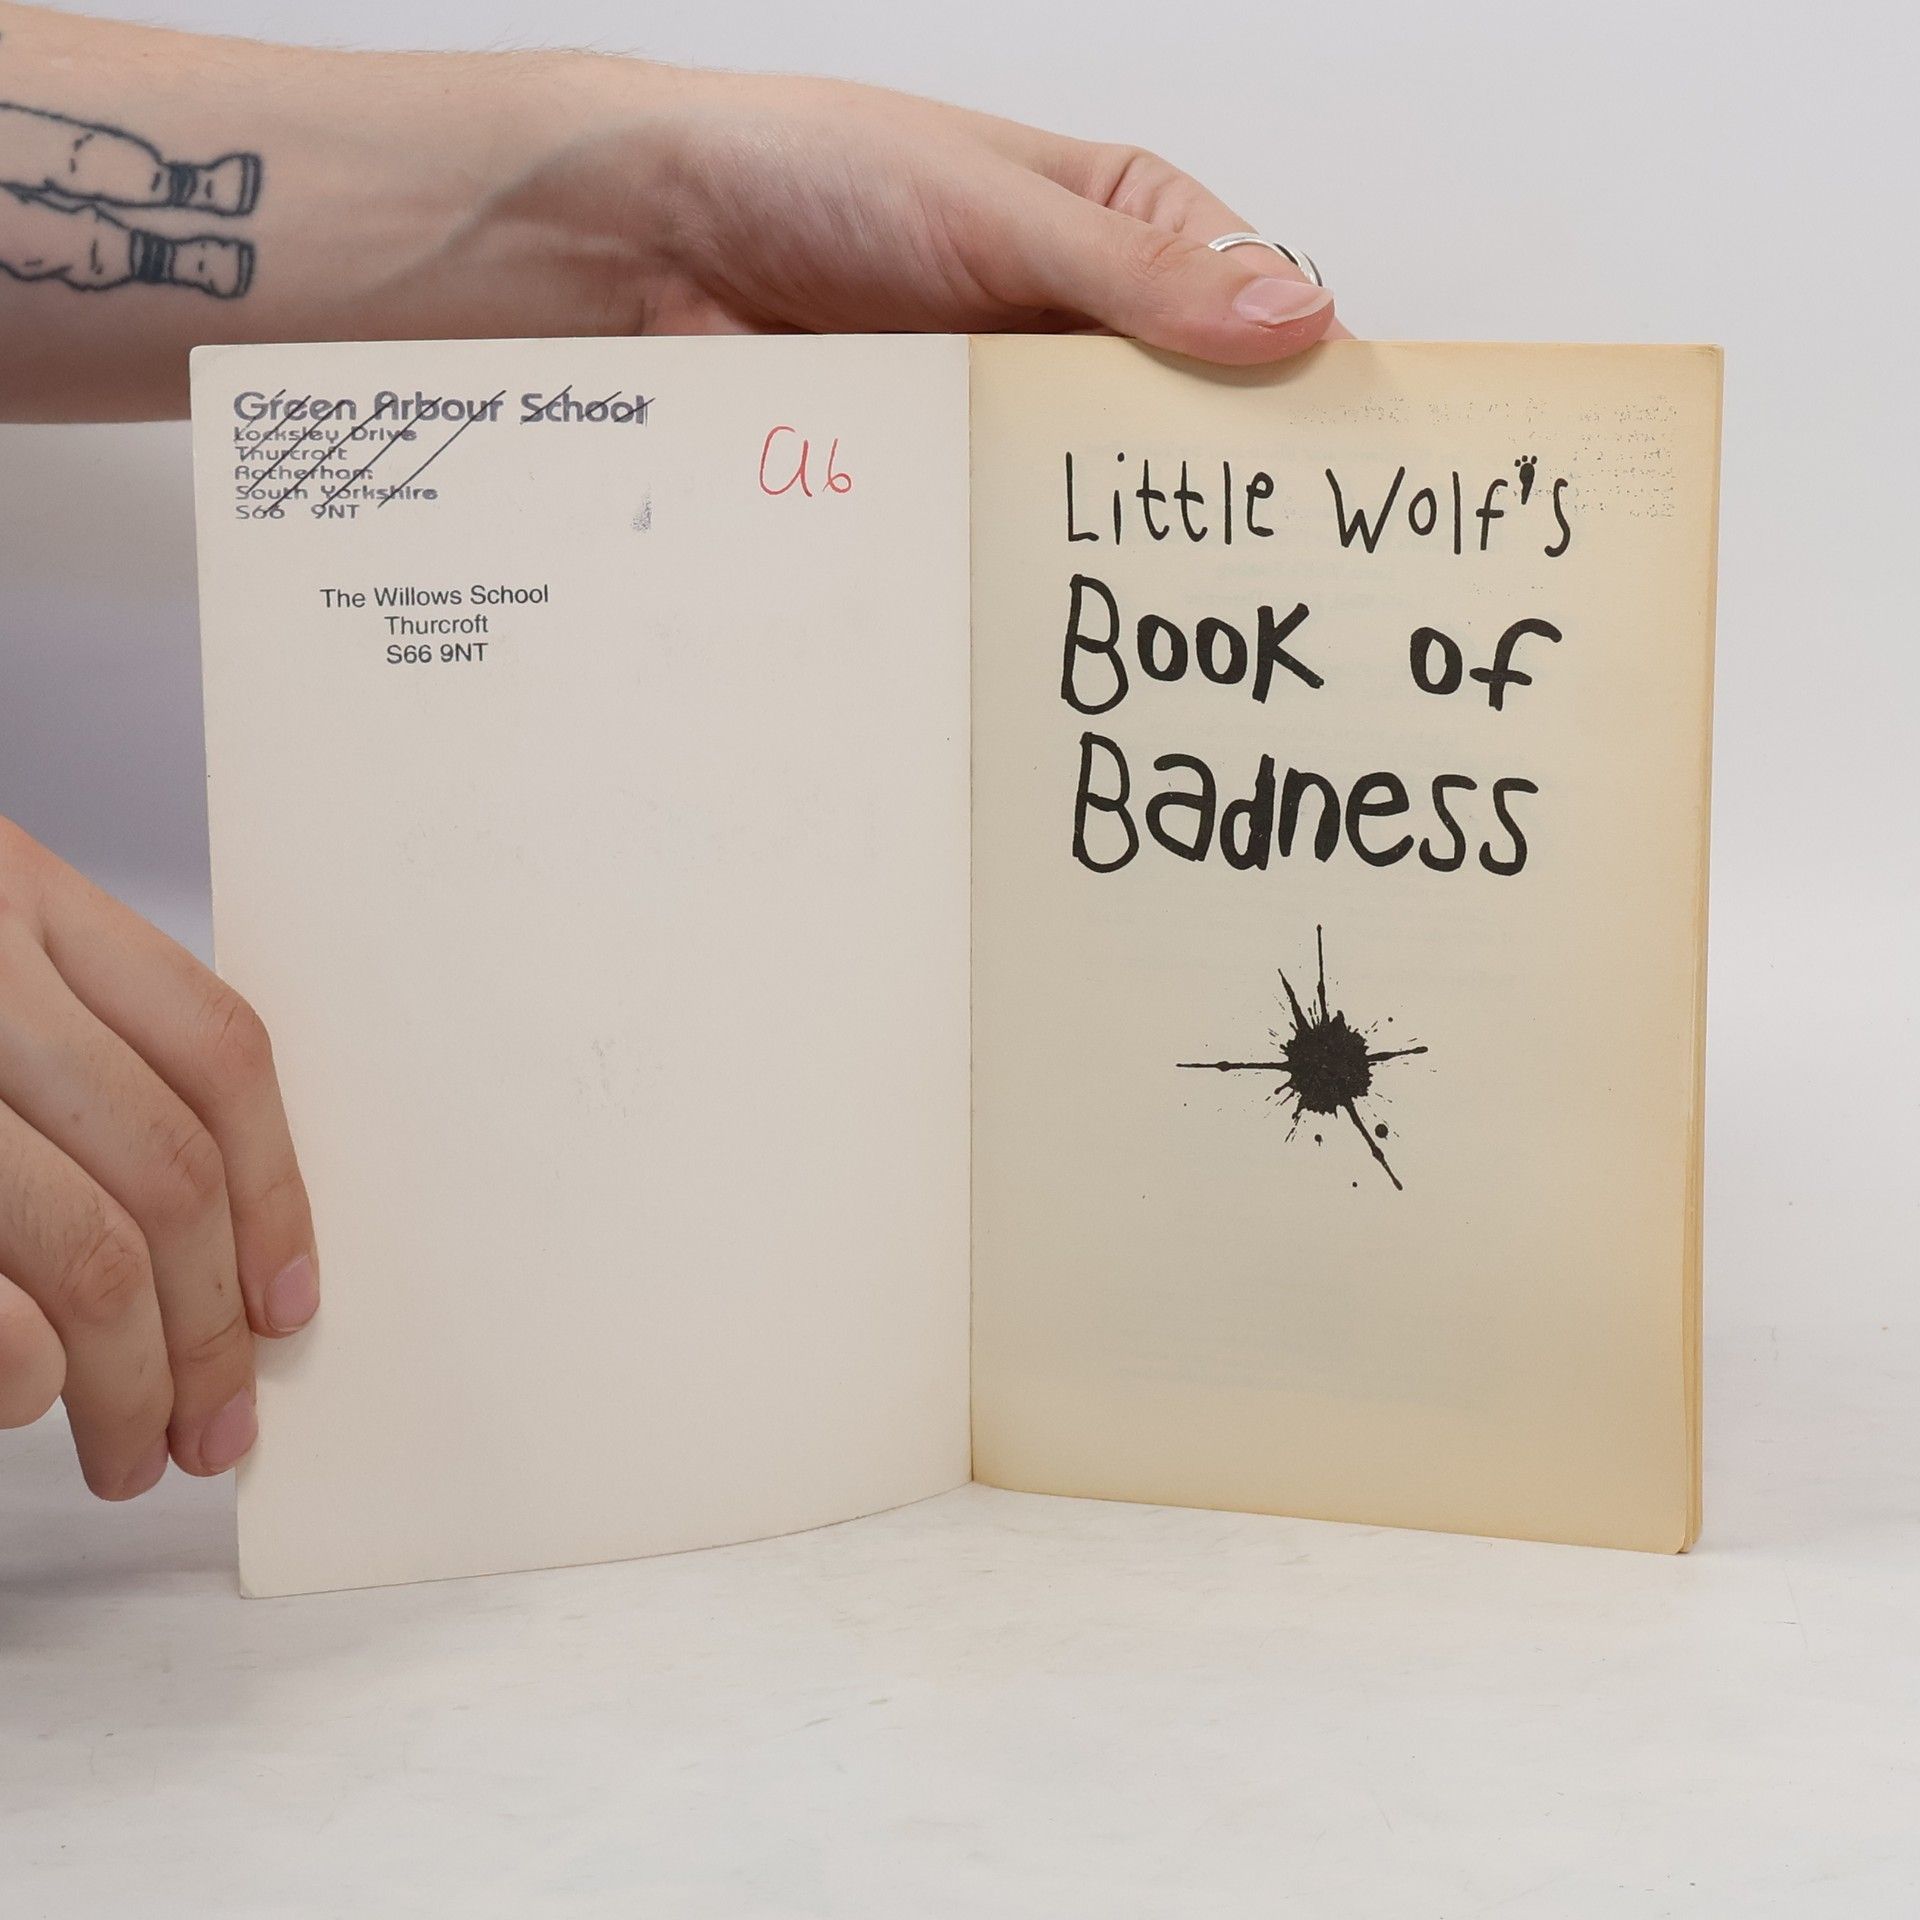 Green Arbour School
Locksley Drive
Thurcroft
Rotherham
South Yorkshire
S66 9NT
a6
The Willows School
Thurcroft
S66 9NT
Little Wolf's
Book of
Badness